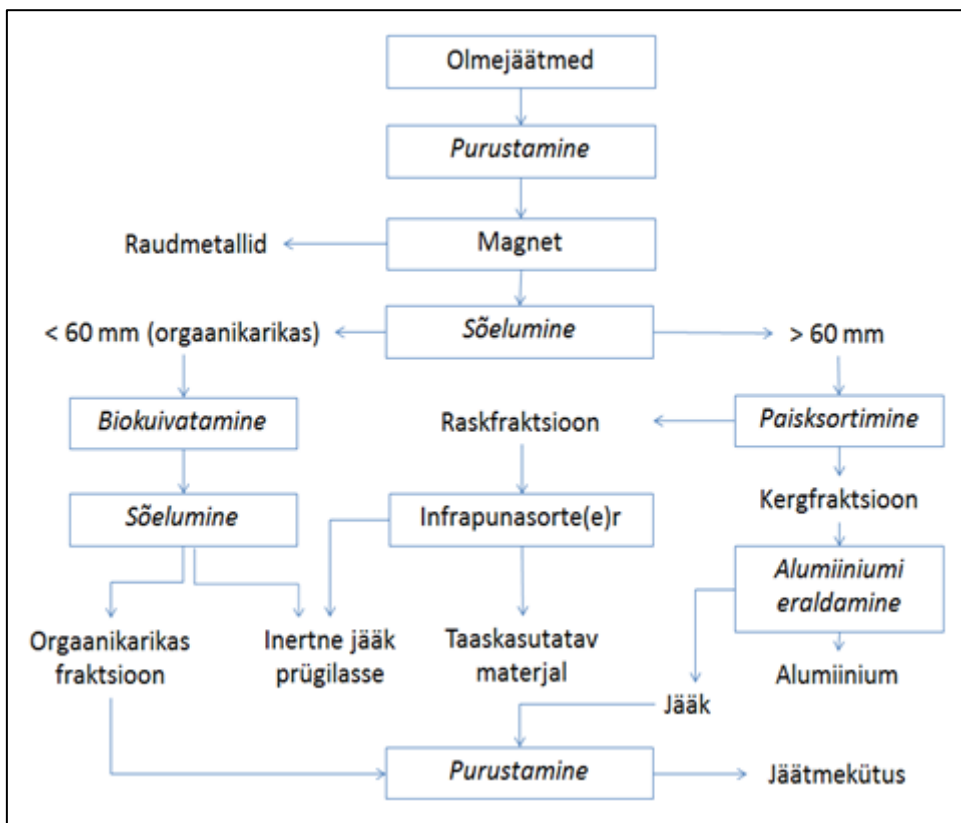 Olmejäätmed
Purustamine
Raudmetallid
Magnet
< 60 mm (orgaanikarikas)
Sõelumine
> 60 mm
Biokuivatamine
Raskfraktsioon
Paisksortimine
Sõelumine
Infrapunasorte(e)r
Kergfraktsioon
Alumiiniumi
eraldamine
Orgaanikarikas
fraktsioon
Inertne jääk
prügilasse
Taaskasutatav
materjal
Alumiinium
Jääk
Purustamine
Jäätmekütus